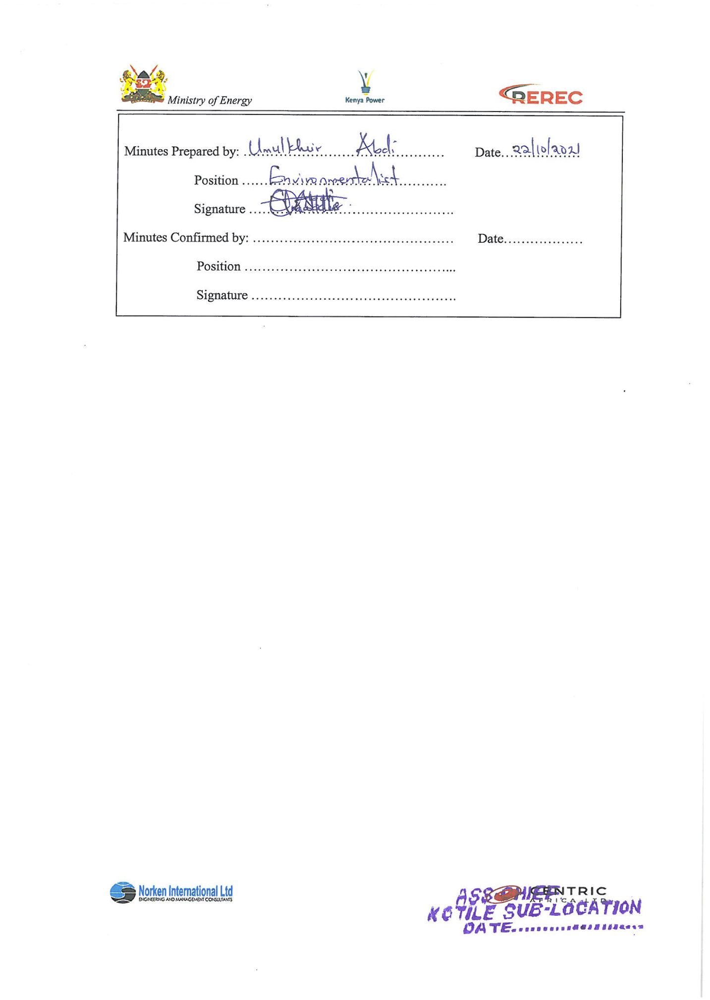 Ministry of Energy
Kenya Power
REREC
Minutes Prepared by: Umulkheir Abdi Date...22/10/2021
Position ......Environmentalist
Signature ..............................................
Minutes Confirmed by: .............................................. Date..................
Position ..............................................
Signature ..............................................
Norken International Ltd
ENGINEERING AND MANAGEMENT CONSULTANTS
CENTRIC
AFRICA LTD
ASS CHIEF
KOTILE SUB-LOCATION
DATE........................